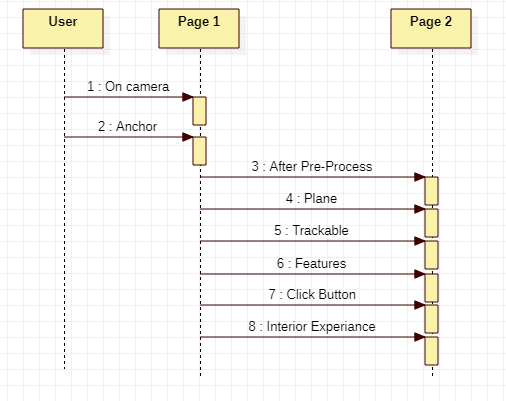 User
Page 1
Page 2
1 : On camera
2 : Anchor
3 : After Pre-Process
4 : Plane
5 : Trackable
6 : Features
7 : Click Button
8 : Interior Experiance